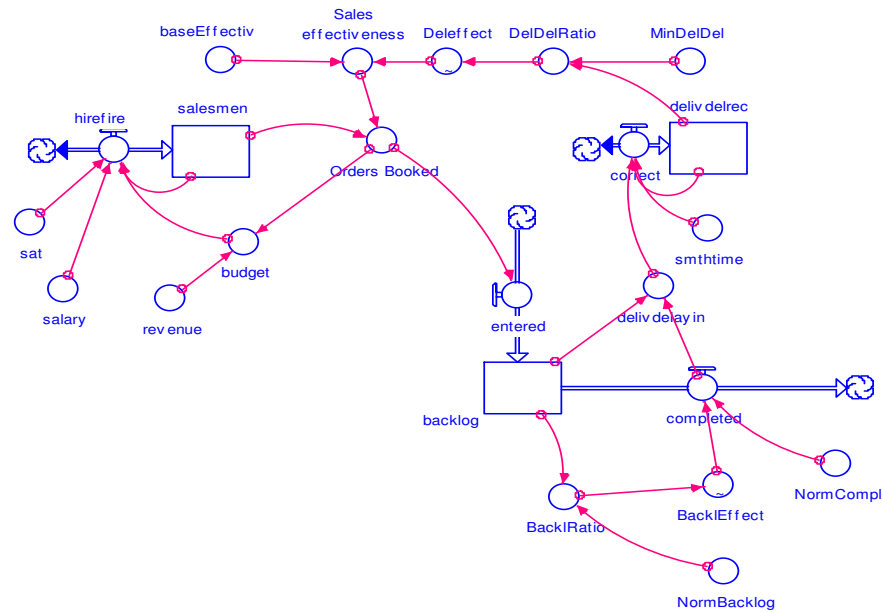 Sales
effectiveness
baseEffectiv
Deleffect
DelDelRatio
MinDelDel
hirefire
salesmen
delivdelrec
Orders Booked
correct
sat
budget
smthtime
salary
revenue
entered
delivdelayin
backlog
completed
BacklRatio
BacklEffect
NormCompl
NormBacklog
~
~